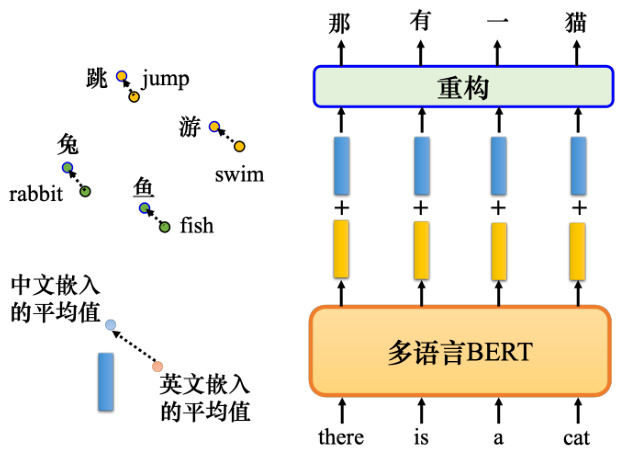 跳 jump
游
swim
兔
rabbit
鱼
fish
中文嵌入
的平均值
英文嵌入
的平均值
那 有 一 猫
重构
+ + + +
多语言BERT
there is a cat